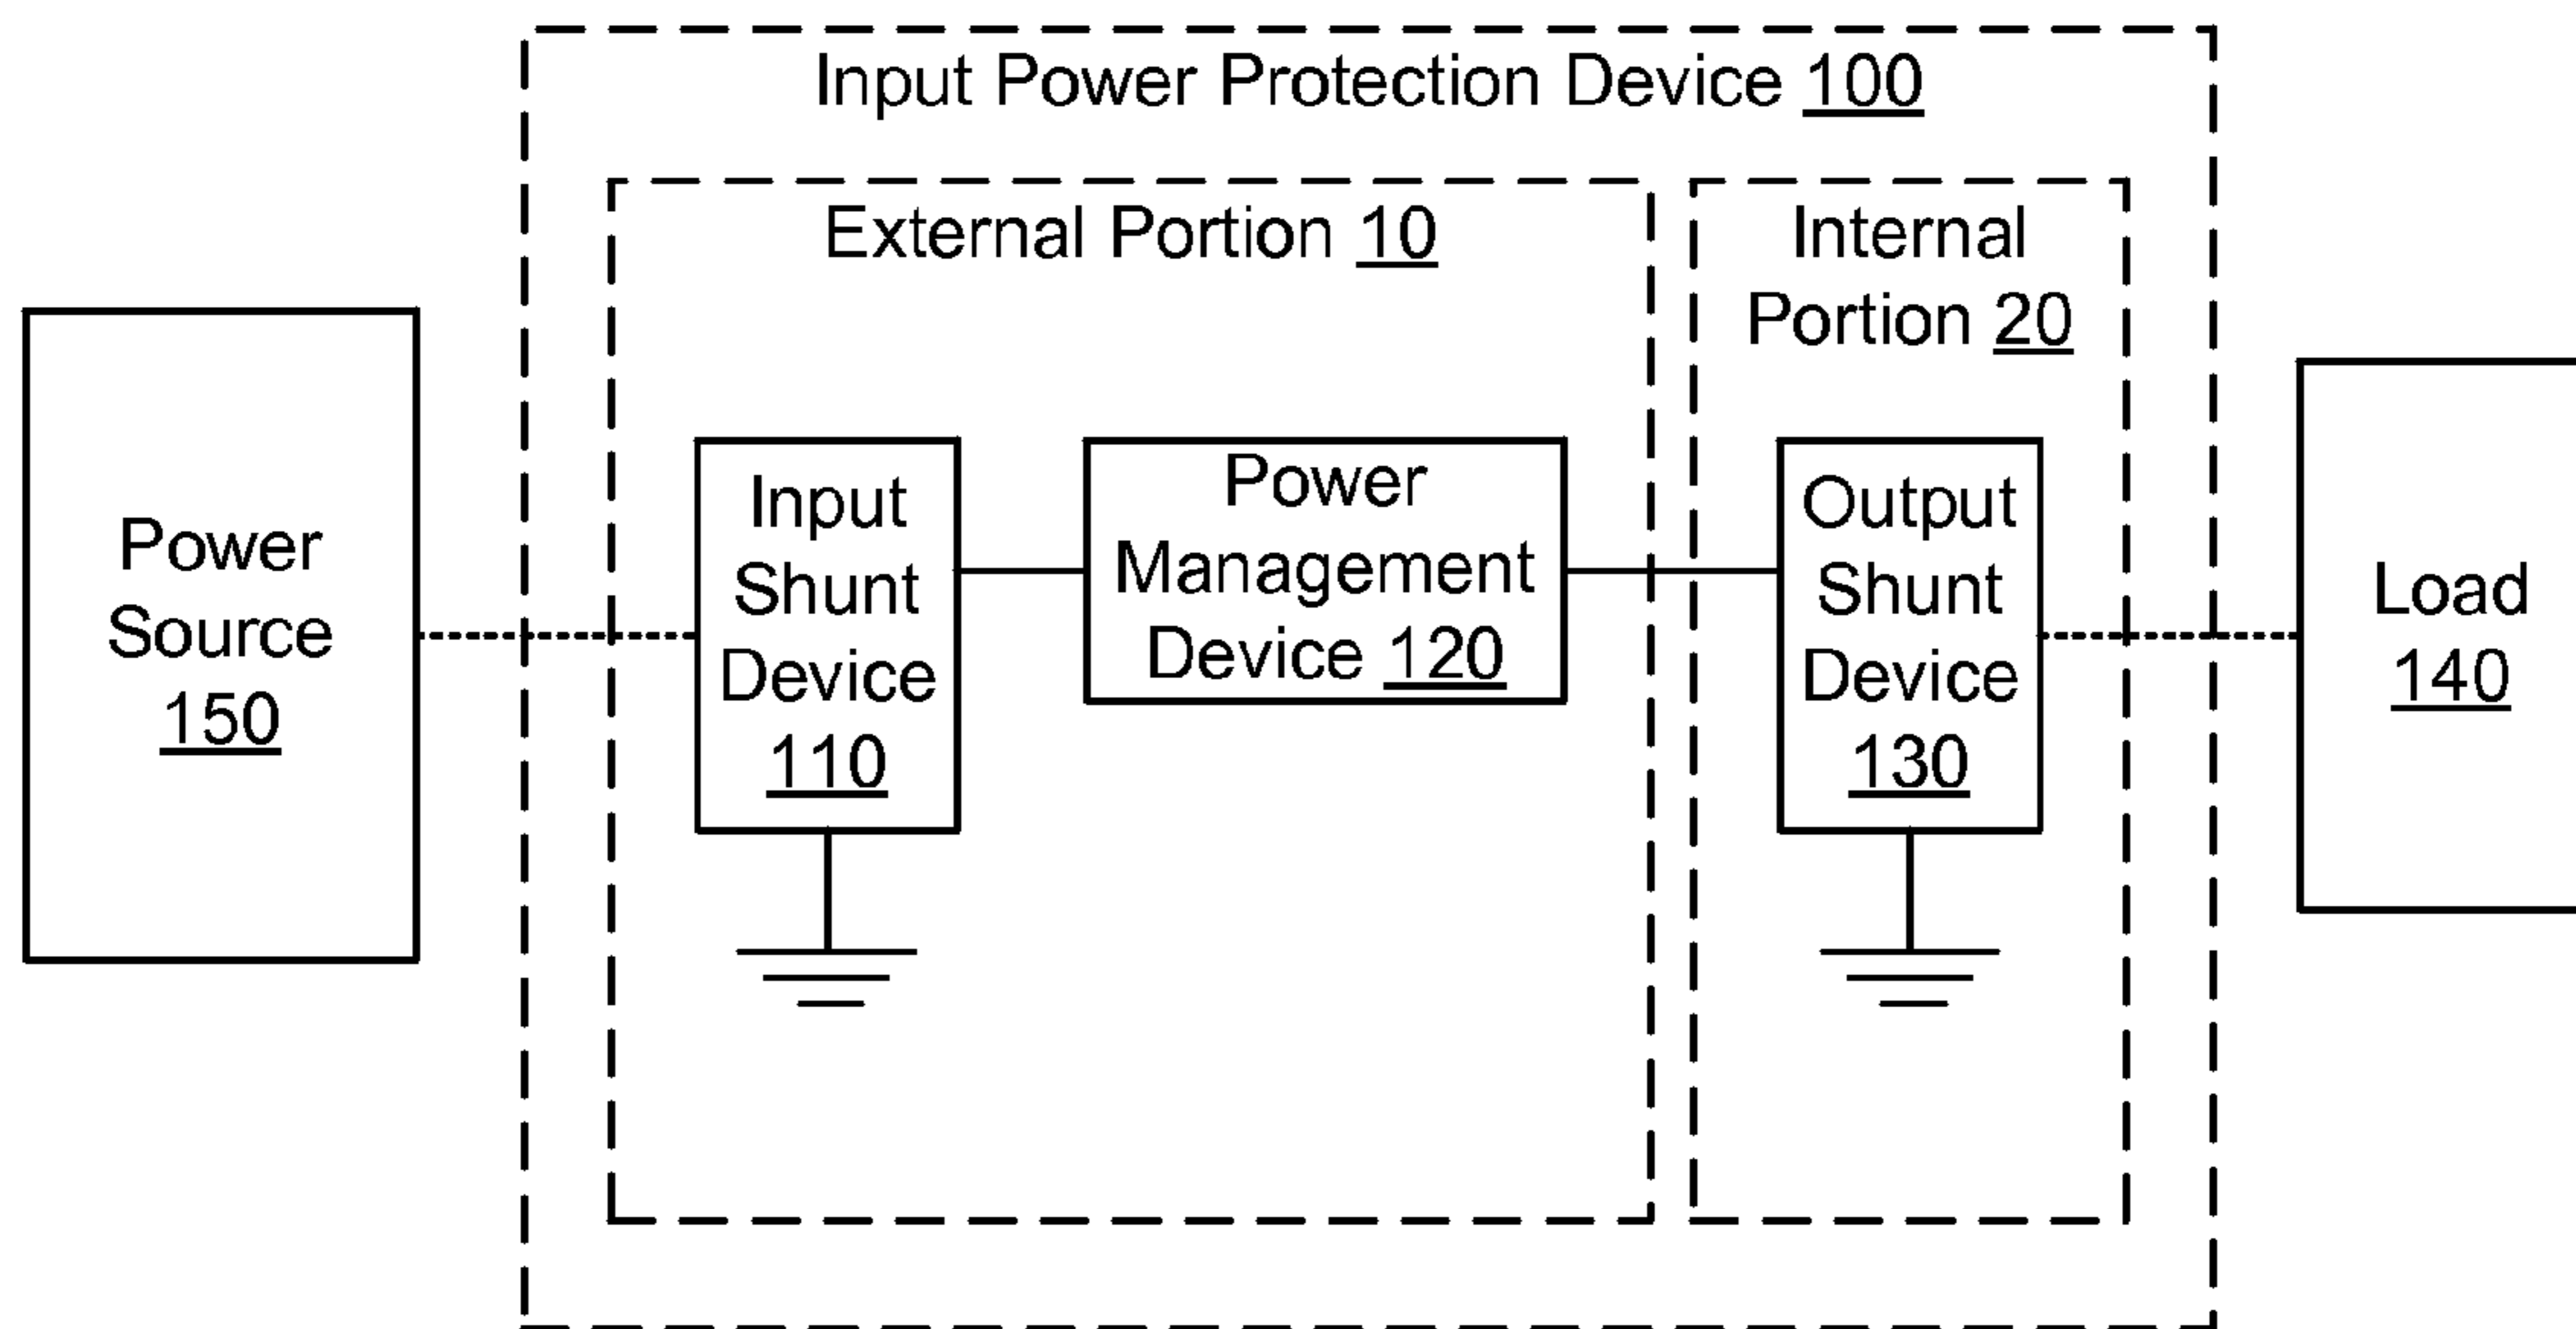 Input Power Protection Device 100
External Portion 10
Internal
Portion 20
Power
Source
150
Input
Shunt
Device
110
Power
Management
Device 120
Output
Shunt
Device
130
Load
140